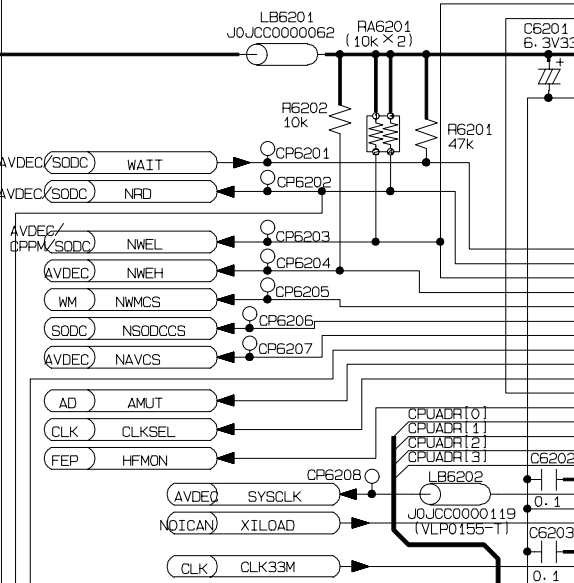 LB6201
J0JCC0000062
RA6201
(10k×2)
C6201
6.3V33
R6202
10k
R6201
47k
AVDEC/SODC WAIT CP6201
AVDEC/SODC NRD CP6202
AVDEC/
CPPM/SODC NWEL CP6203
AVDEC NWEH CP6204
WM NWMCS CP6205
SODC NSODCCS CP6206
AVDEC NAVCS CP6207
AD AMUT
CLK CLKSEL
FEP HFMON
CPUADR[0]
CPUADR[1]
CPUADR[2]
CPUADR[3]
CP6208
LB6202
C6202
AVDEC SYSCLK
0.1
J0JCC0000119
(VLP0155-T)
NOICAN XILOAD
C6203
CLK CLK33M
0.1